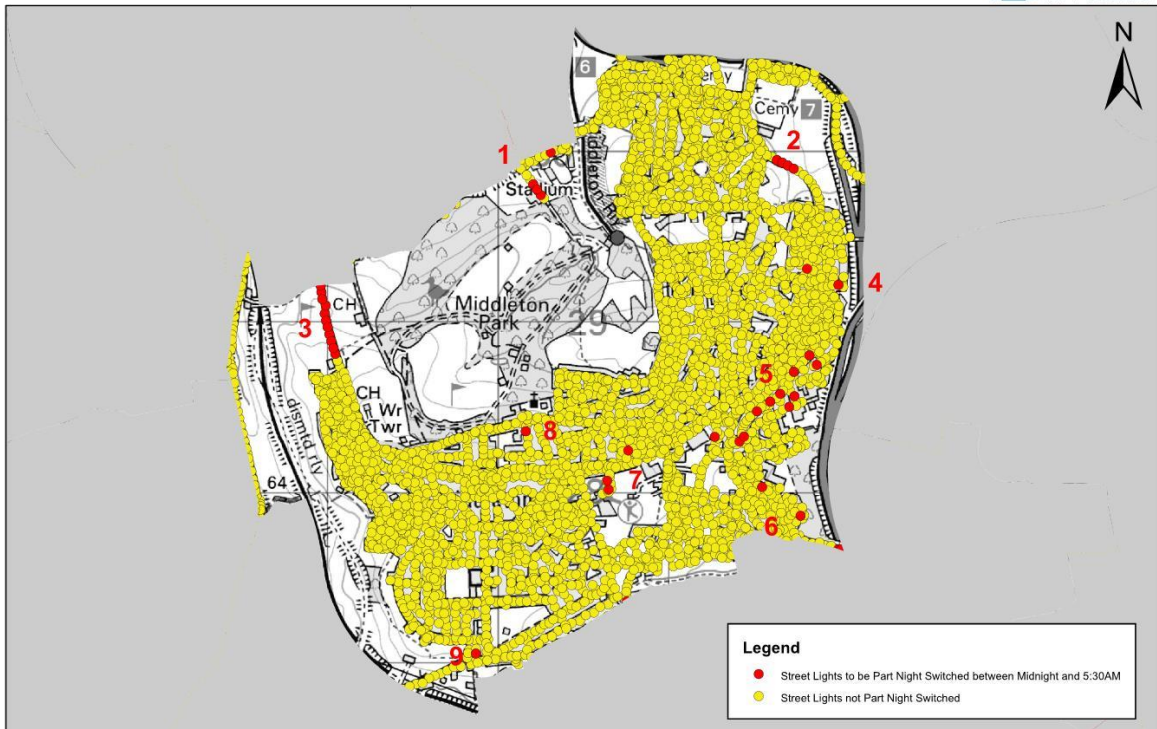 N
6
Cemy
7
2
1
Stadium
4
CH
3
Middleton
Park
29
5
CH
Wr
Twr
8
dismtd rly
64
7
6
9
Legend
Street Lights to be Part Night Switched between Midnight and 5:30AM
Street Lights not Part Night Switched